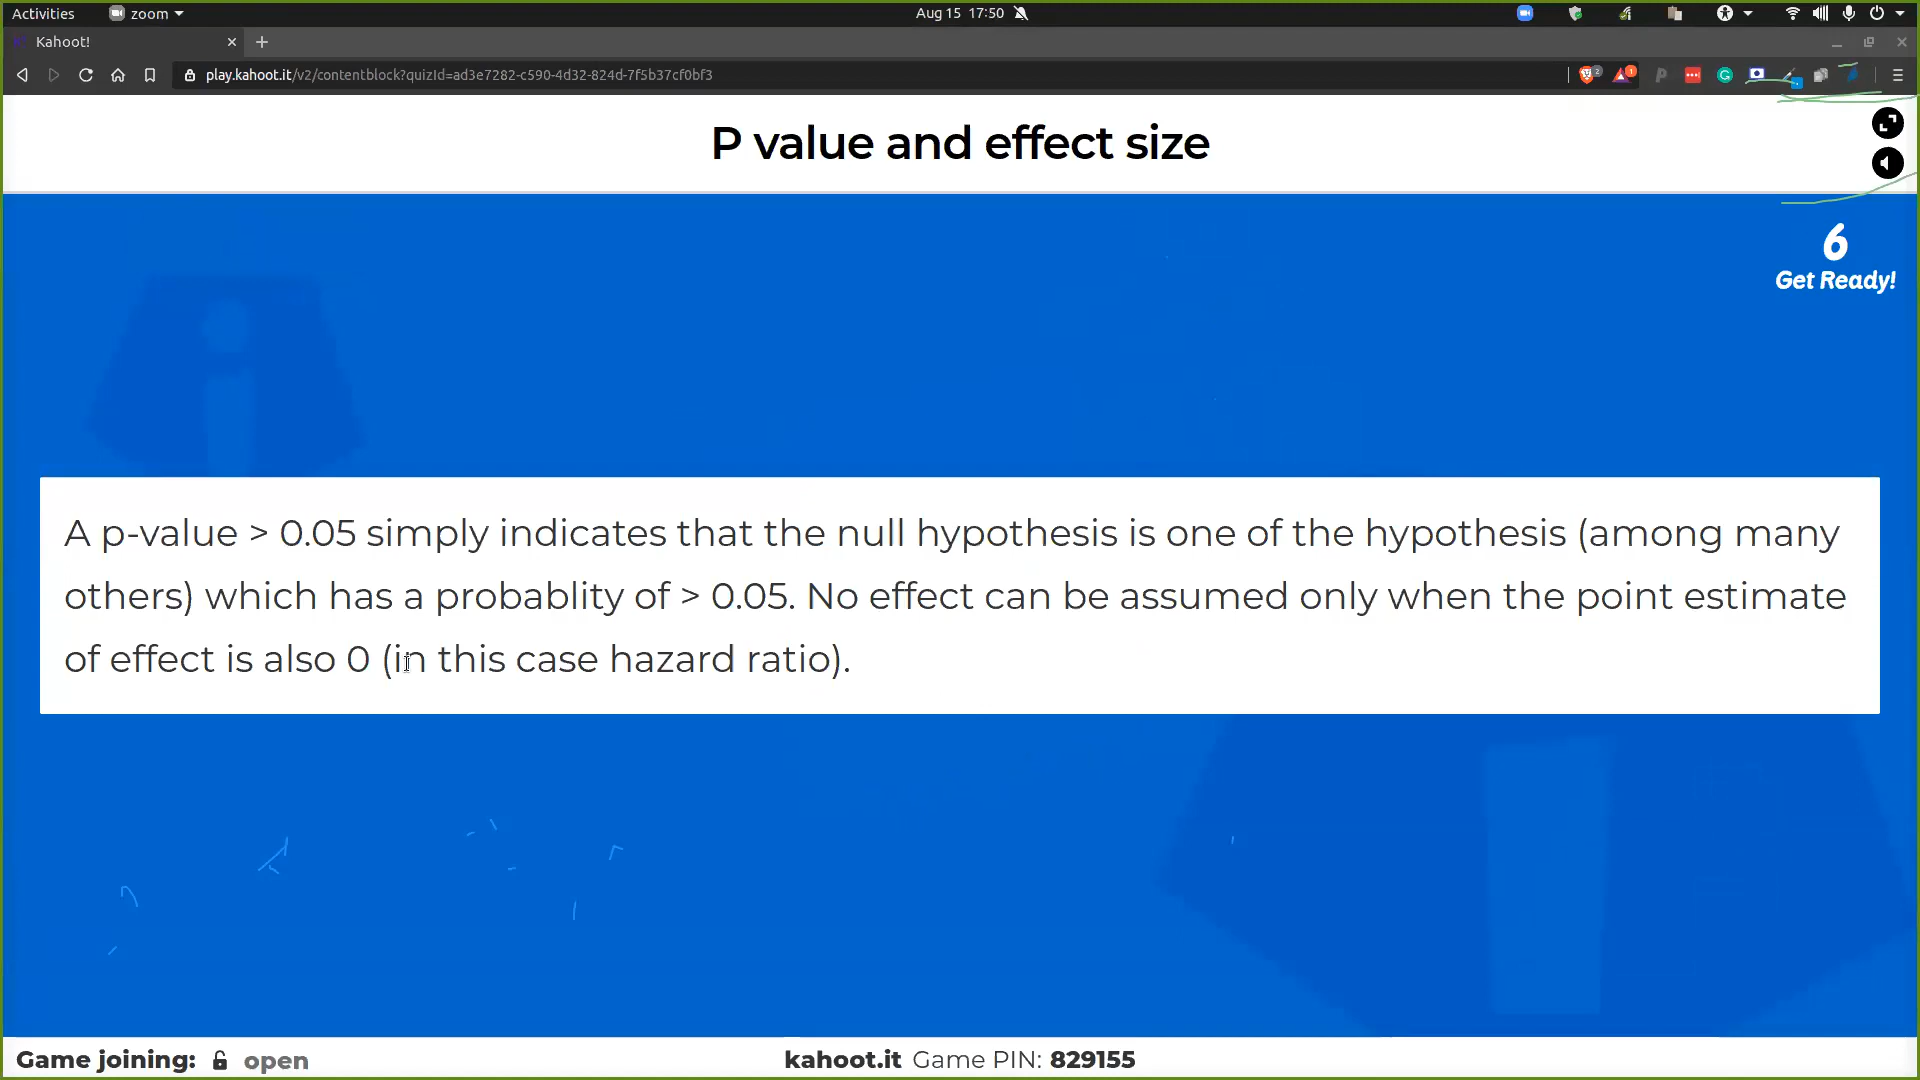 Activities zoom Aug 15 17:50
Kahoot!
play.kahoot.it/v2/contentblock?quizId=ad3e7282-c590-4d32-824d-7f5b37cf0bf3
P value and effect size
6
Get Ready!
A p-value > 0.05 simply indicates that the null hypothesis is one of the hypothesis (among many
others) which has a probablity of > 0.05. No effect can be assumed only when the point estimate
of effect is also 0 (in this case hazard ratio).
Game joining: open kahoot.it Game PIN: 829155